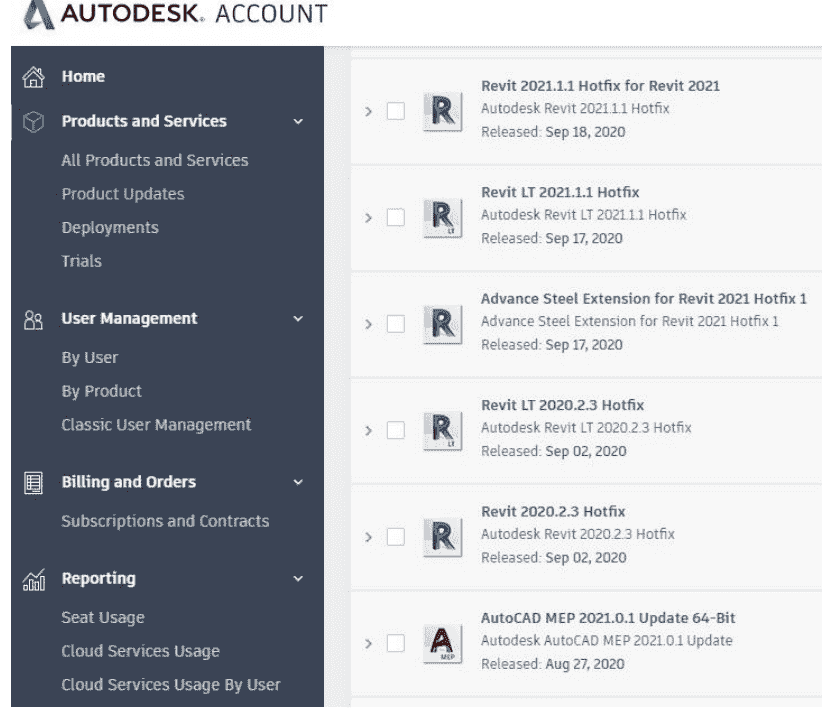 AUTODESK. ACCOUNT
Home
Products and Services
All Products and Services
Product Updates
Deployments
Trials
User Management
By User
By Product
Classic User Management
Billing and Orders
Subscriptions and Contracts
Reporting
Seat Usage
Cloud Services Usage
Cloud Services Usage By User
R
Revit 2021.1.1 Hotfix for Revit 2021
Autodesk Revit 2021.1.1 Hotfix
Released: Sep 18, 2020
R
LT
Revit LT 2021.1.1 Hotfix
Autodesk Revit LT 2021.1.1 Hotfix
Released: Sep 17, 2020
R
Advance Steel Extension for Revit 2021 Hotfix 1
Advance Steel Extension for Revit 2021 Hotfix 1
Released: Sep 17, 2020
R
LT
Revit LT 2020.2.3 Hotfix
Autodesk Revit LT 2020.2.3 Hotfix
Released: Sep 02, 2020
R
Revit 2020.2.3 Hotfix
Autodesk Revit 2020.2.3 Hotfix
Released: Sep 02, 2020
A
MEP
AutoCAD MEP 2021.0.1 Update 64-Bit
Autodesk AutoCAD MEP 2021.0.1 Update
Released: Aug 27, 2020